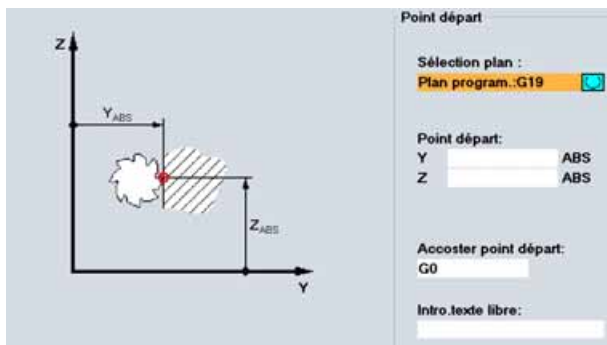 Point départ
Z
Sélection plan :
Plan program.:G19
YABS
Point départ:
Y ABS
Z ABS
ZABS
Accoster point départ:
G0
Y
Intro.texte libre: